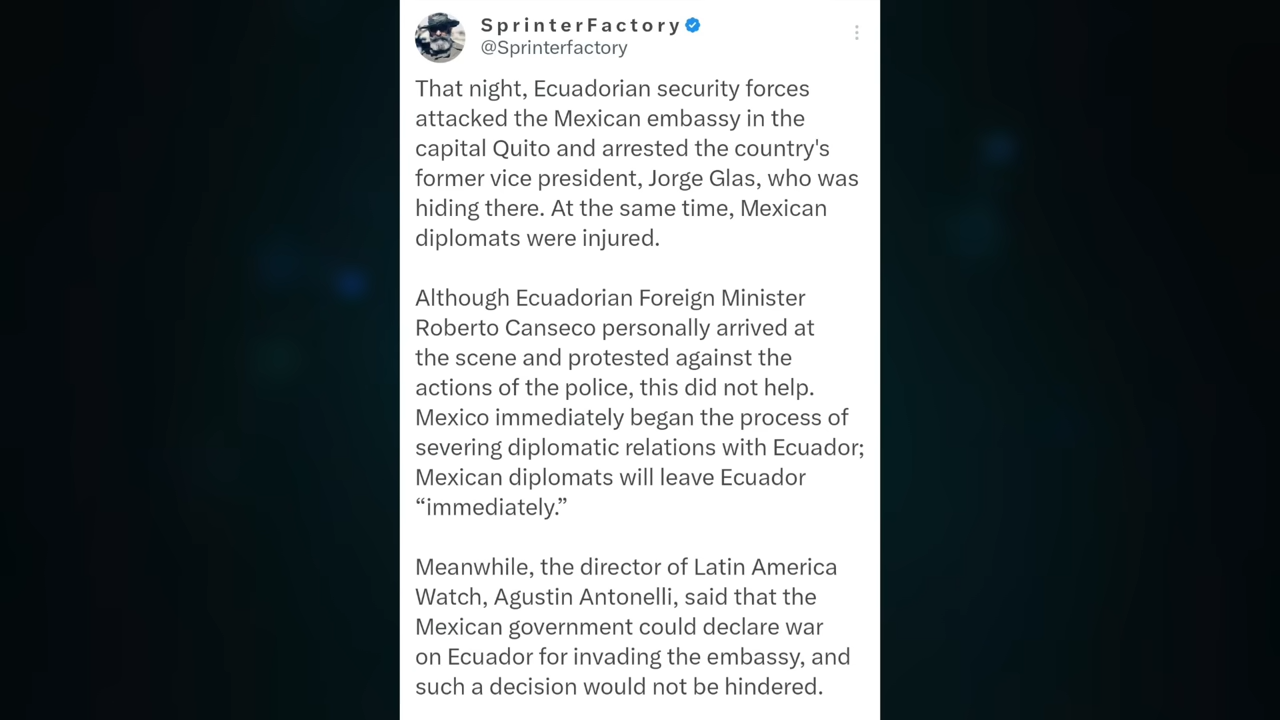 SprinterFactory
@Sprinterfactory
That night, Ecuadorian security forces
attacked the Mexican embassy in the
capital Quito and arrested the country's
former vice president, Jorge Glas, who was
hiding there. At the same time, Mexican
diplomats were injured.
Although Ecuadorian Foreign Minister
Roberto Canseco personally arrived at
the scene and protested against the
actions of the police, this did not help.
Mexico immediately began the process of
severing diplomatic relations with Ecuador;
Mexican diplomats will leave Ecuador
“immediately.”
Meanwhile, the director of Latin America
Watch, Agustin Antonelli, said that the
Mexican government could declare war
on Ecuador for invading the embassy, and
such a decision would not be hindered.